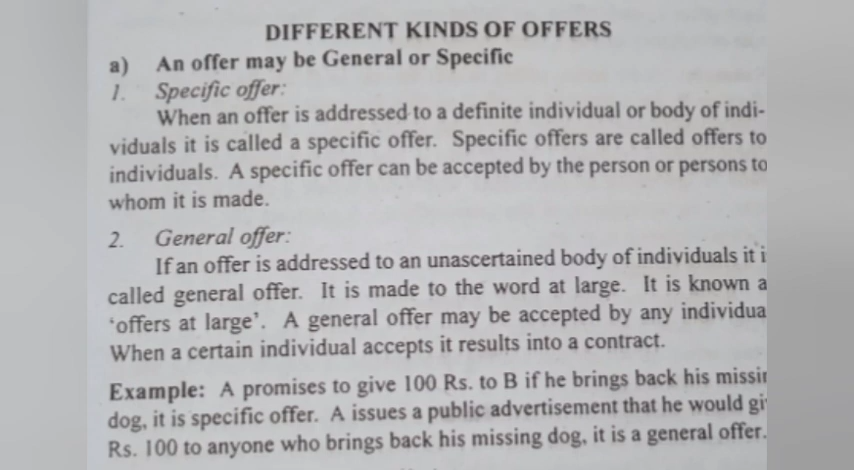 DIFFERENT KINDS OF OFFERS
a) An offer may be General or Specific
1. Specific offer:
When an offer is addressed to a definite individual or body of indi-
viduals it is called a specific offer. Specific offers are called offers to
individuals. A specific offer can be accepted by the person or persons to
whom it is made.
2. General offer:
If an offer is addressed to an unascertained body of individuals it i
called general offer. It is made to the word at large. It is known a
‘offers at large’. A general offer may be accepted by any individua
When a certain individual accepts it results into a contract.
Example: A promises to give 100 Rs. to B if he brings back his missin
dog, it is specific offer. A issues a public advertisement that he would gi
Rs. 100 to anyone who brings back his missing dog, it is a general offer.